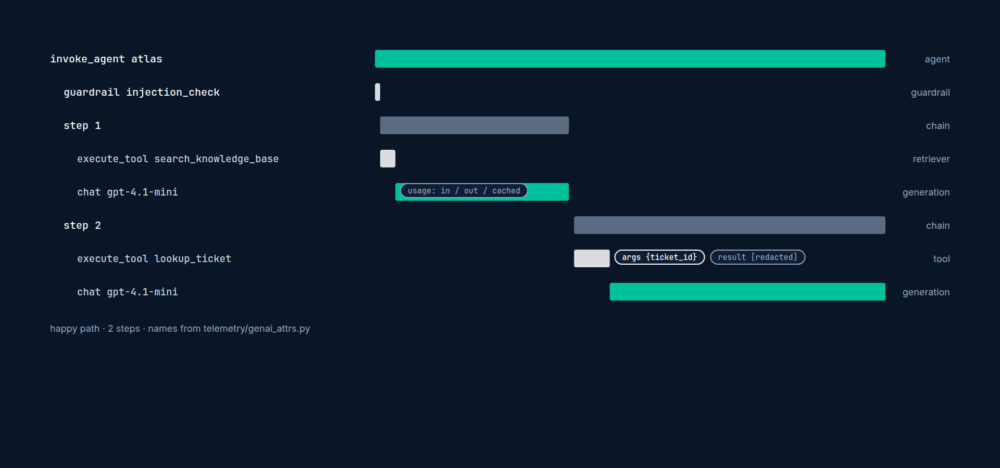 invoke_agent atlas agent
guardrail injection_check guardrail
step 1 chain
execute_tool search_knowledge_base retriever
chat gpt-4.1-mini usage: in / out / cached generation
step 2 chain
execute_tool lookup_ticket args {ticket_id} result [redacted] tool
chat gpt-4.1-mini generation
happy path · 2 steps · names from telemetry/genai_attrs.py